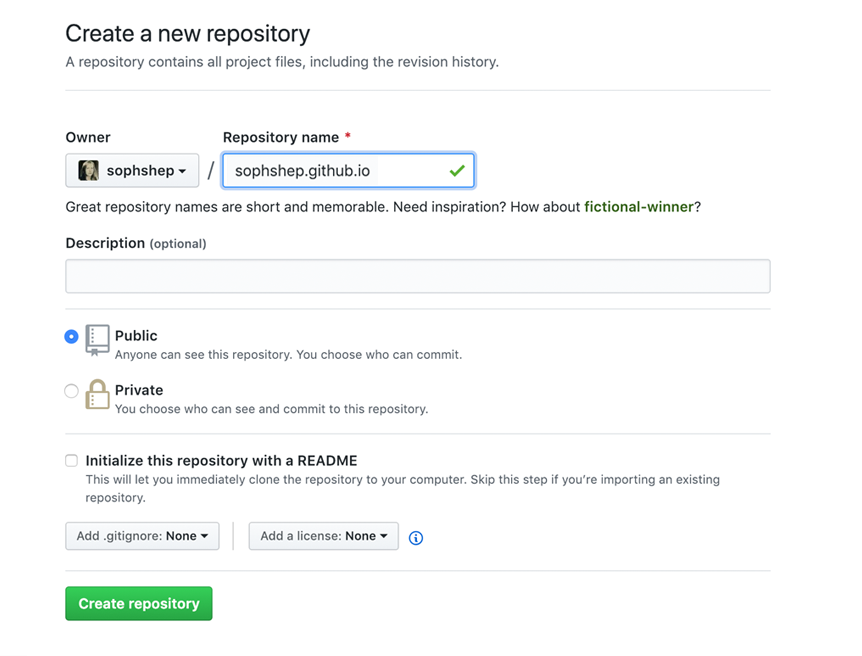 Create a new repository
A repository contains all project files, including the revision history.
Owner
Repository name *
sophshep
/
sophshep.github.io
Great repository names are short and memorable. Need inspiration? How about fictional-winner?
Description (optional)
Public
Anyone can see this repository. You choose who can commit.
Private
You choose who can see and commit to this repository.
Initialize this repository with a README
This will let you immediately clone the repository to your computer. Skip this step if you’re importing an existing
repository.
Add .gitignore: None
Add a license: None
Create repository